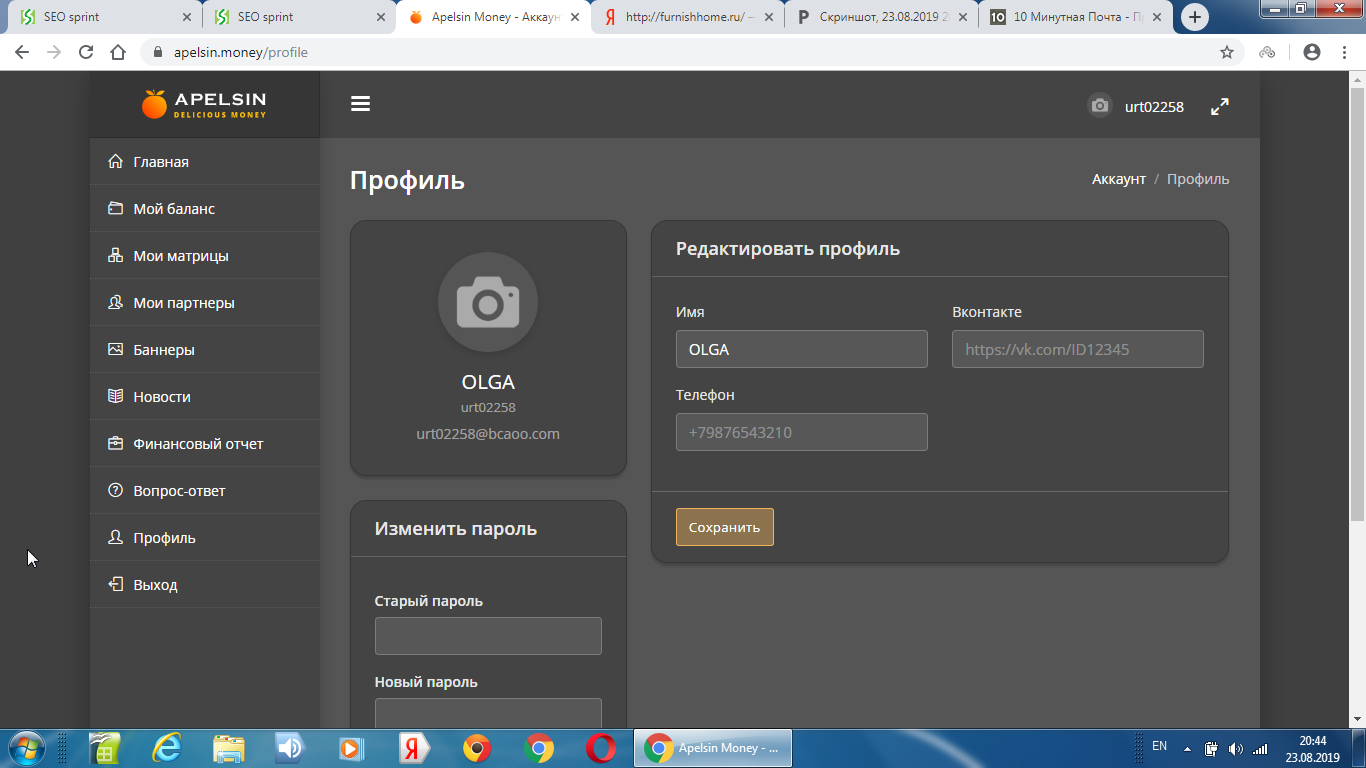 SEO sprint
SEO sprint
Apelsin Money - Аккаун
http://furnishhome.ru/ —
Скриншот, 23.08.2019 2
10 Минутная Почта - П
apelsin.money/profile
APELSIN
DELICIOUS MONEY
urt02258
Главная
Мой баланс
Мои матрицы
Мои партнеры
Баннеры
Новости
Финансовый отчет
Вопрос-ответ
Профиль
Выход
Профиль
Аккаунт / Профиль
OLGA
urt02258
urt02258@bcaoo.com
Изменить пароль
Старый пароль
Новый пароль
Редактировать профиль
Имя
OLGA
Вконтакте
https://vk.com/ID12345
Телефон
+79876543210
Сохранить
Apelsin Money - ...
EN
20:44
23.08.2019